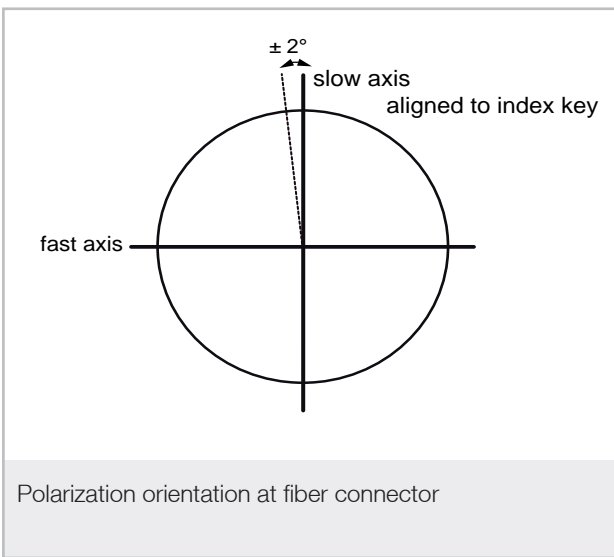 ± 2°
slow axis
aligned to index key
fast axis
Polarization orientation at fiber connector